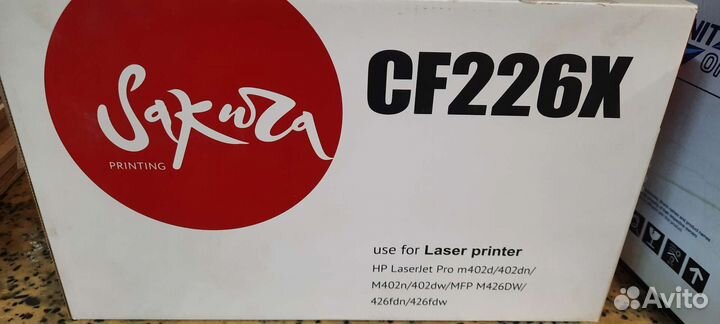 Sakura
PRINTING
CF226X
use for Laser printer
HP LaserJet Pro m402d/402dn/
M402n/402dw/MFP M426DW/
426fdn/426fdw
Avito